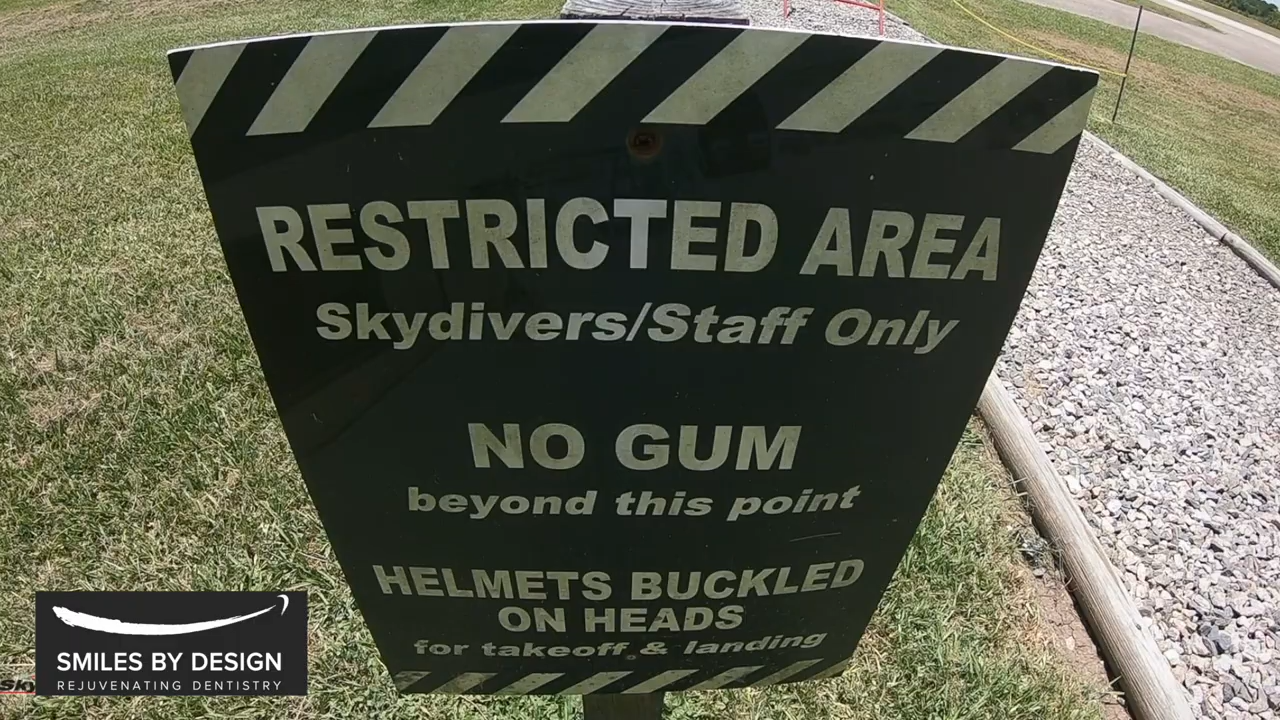 RESTRICTED AREA
Skydivers/Staff Only
NO GUM
beyond this point
HELMETS BUCKLED
ON HEADS
for takeoff & landing
SMILES BY DESIGN
REJUVENATING DENTISTRY